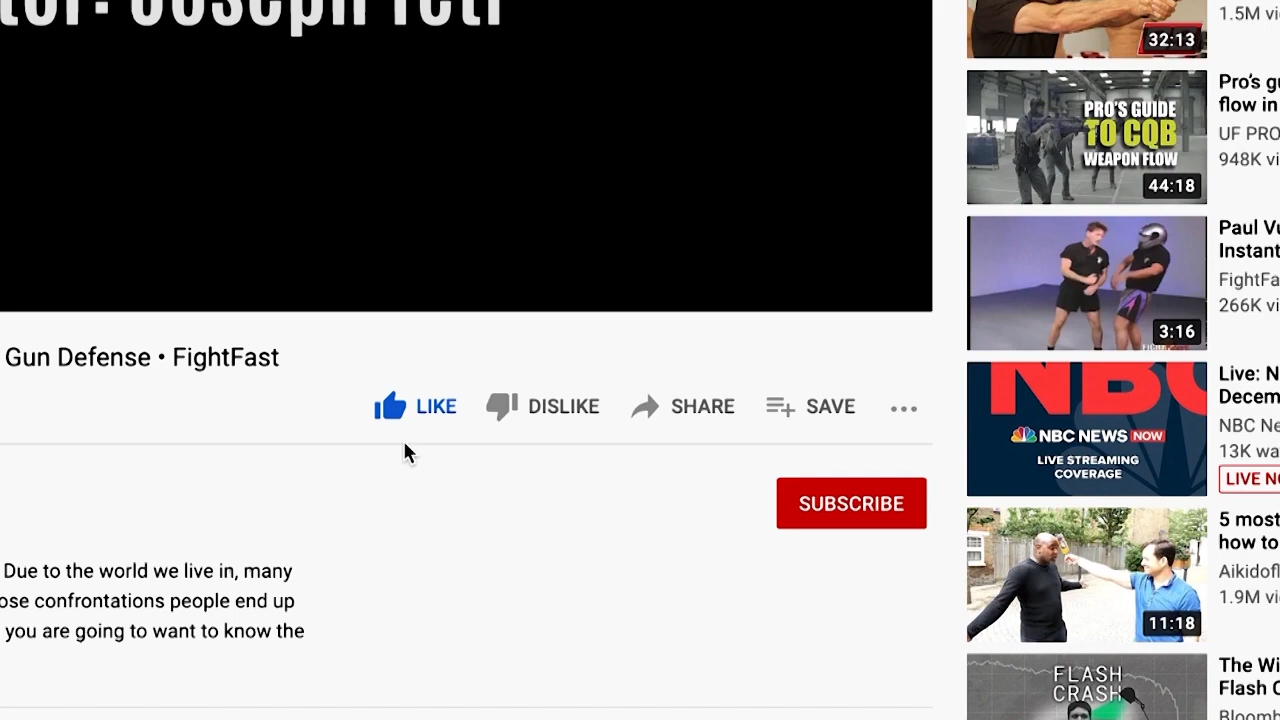 Gun Defense • FightFast
LIKE
DISLIKE
SHARE
SAVE
SUBSCRIBE
Due to the world we live in, many
ose confrontations people end up
you are going to want to know the
32:13
1.5M vi
PRO'S GUIDE
TO CQB
WEAPON FLOW
44:18
Pro's gu
flow in
UF PRO
948K vi
3:16
Paul Vu
Instant
FightFa
266K vi
NBC
NBC NEWS NOW
LIVE STREAMING
COVERAGE
Live: N
Decem
NBC Ne
13K wa
LIVE NO
11:18
5 most
how to
Aikidofl
1.9M vi
FLASH
CRASH
The Wi
Flash C
Bloomb